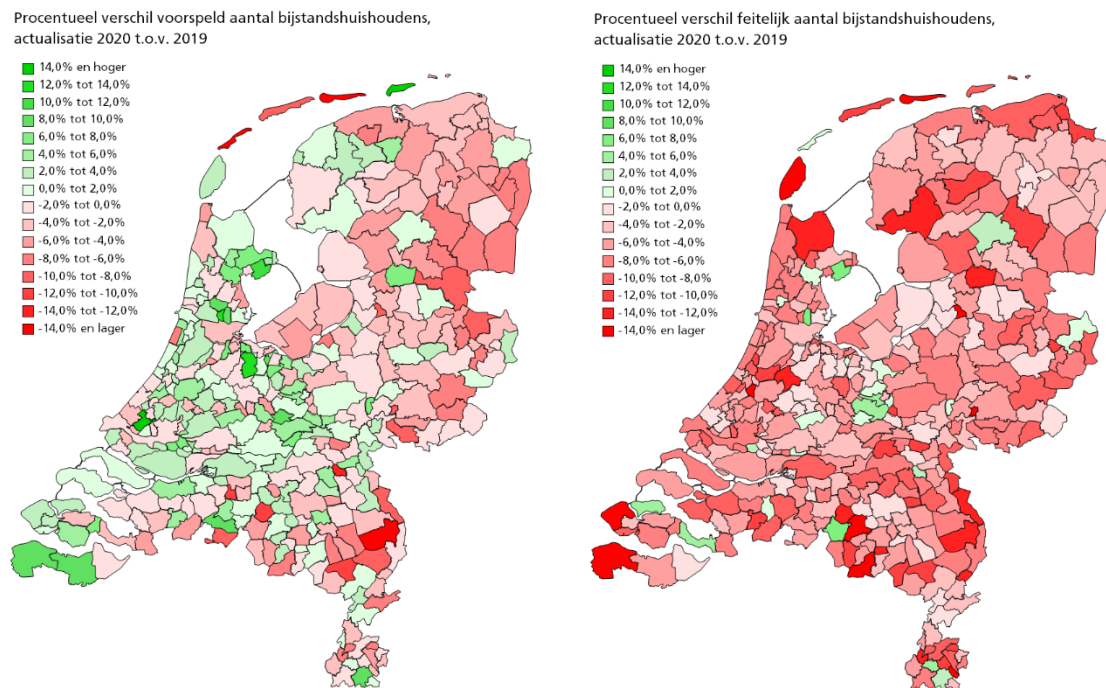 Procentueel verschil voorspeld aantal bijstandshuishoudens,
actualisatie 2020 t.o.v. 2019
14,0% en hoger
12,0% tot 14,0%
10,0% tot 12,0%
8,0% tot 10,0%
6,0% tot 8,0%
4,0% tot 6,0%
2,0% tot 4,0%
0,0% tot 2,0%
-2,0% tot 0,0%
-4,0% tot -2,0%
-6,0% tot -4,0%
-8,0% tot -6,0%
-10,0% tot -8,0%
-12,0% tot -10,0%
-14,0% tot -12,0%
-14,0% en lager
Procentueel verschil feitelijk aantal bijstandshuishoudens,
actualisatie 2020 t.o.v. 2019
14,0% en hoger
12,0% tot 14,0%
10,0% tot 12,0%
8,0% tot 10,0%
6,0% tot 8,0%
4,0% tot 6,0%
2,0% tot 4,0%
0,0% tot 2,0%
-2,0% tot 0,0%
-4,0% tot -2,0%
-6,0% tot -4,0%
-8,0% tot -6,0%
-10,0% tot -8,0%
-12,0% tot -10,0%
-14,0% tot -12,0%
-14,0% en lager